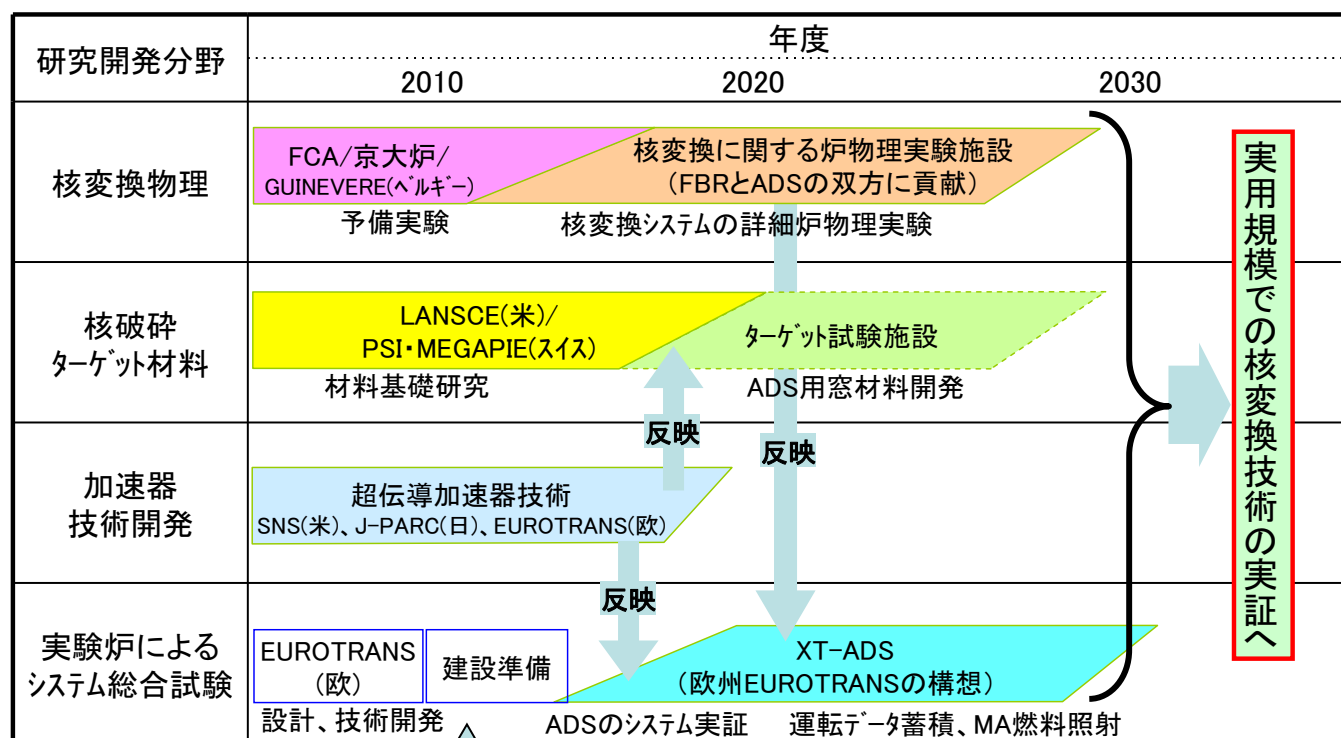 研究開発分野
年度
2010
2020
2030
核変換物理
FCA/京大炉/
GUINEVERE(ﾍﾞﾙｷﾞｰ)
予備実験
核変換に関する炉物理実験施設
(FBRとADSの双方に貢献)
核変換ｼｽﾃﾑの詳細炉物理実験
核破砕
ﾀｰｹﾞｯﾄ材料
LANSCE(米)/
PSI・MEGAPIE(ｽｲｽ)
材料基礎研究
ﾀｰｹﾞｯﾄ試験施設
ADS用窓材料開発
反映
反映
加速器
技術開発
超伝導加速器技術
SNS(米)、J-PARC(日)、EUROTRANS(欧)
反映
実験炉による
ｼｽﾃﾑ総合試験
EUROTRANS
(欧)
建設準備
設計、技術開発
XT-ADS
(欧州EUROTRANSの構想)
ADSのｼｽﾃﾑ実証
運転ﾃﾞｰﾀ蓄積、MA燃料照射
実用規模での核変換技術の実証へ